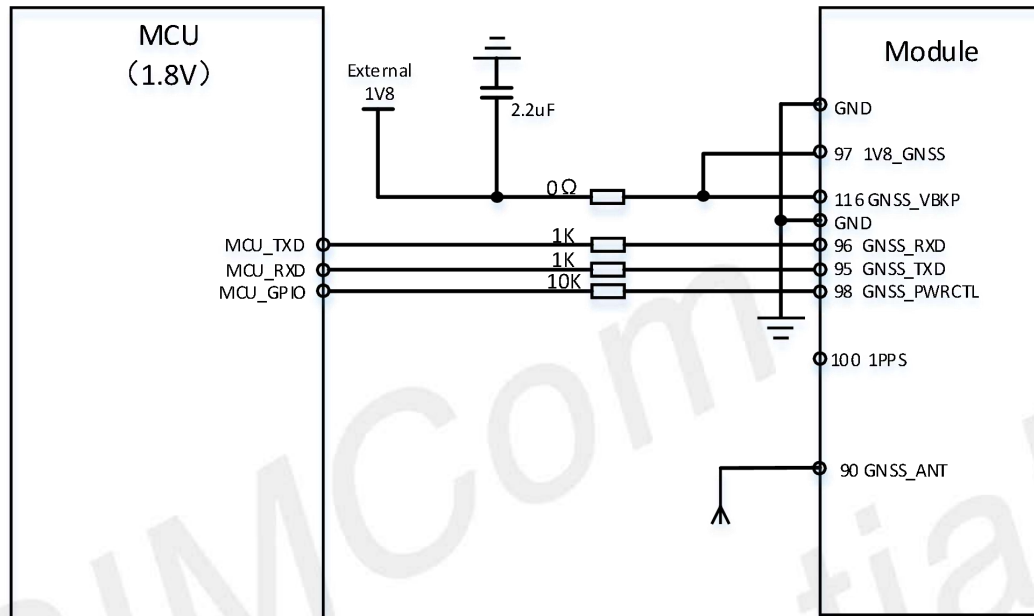 MCU
（1.8V）
External
1V8
2.2uF
0Ω
MCU_TXD
MCU_RXD
MCU_GPIO
1K
1K
10K
Module
GND
97 1V8_GNSS
116 GNSS_VBKP
GND
96 GNSS_RXD
95 GNSS_TXD
98 GNSS_PWRCTL
100 1PPS
90 GNSS_ANT